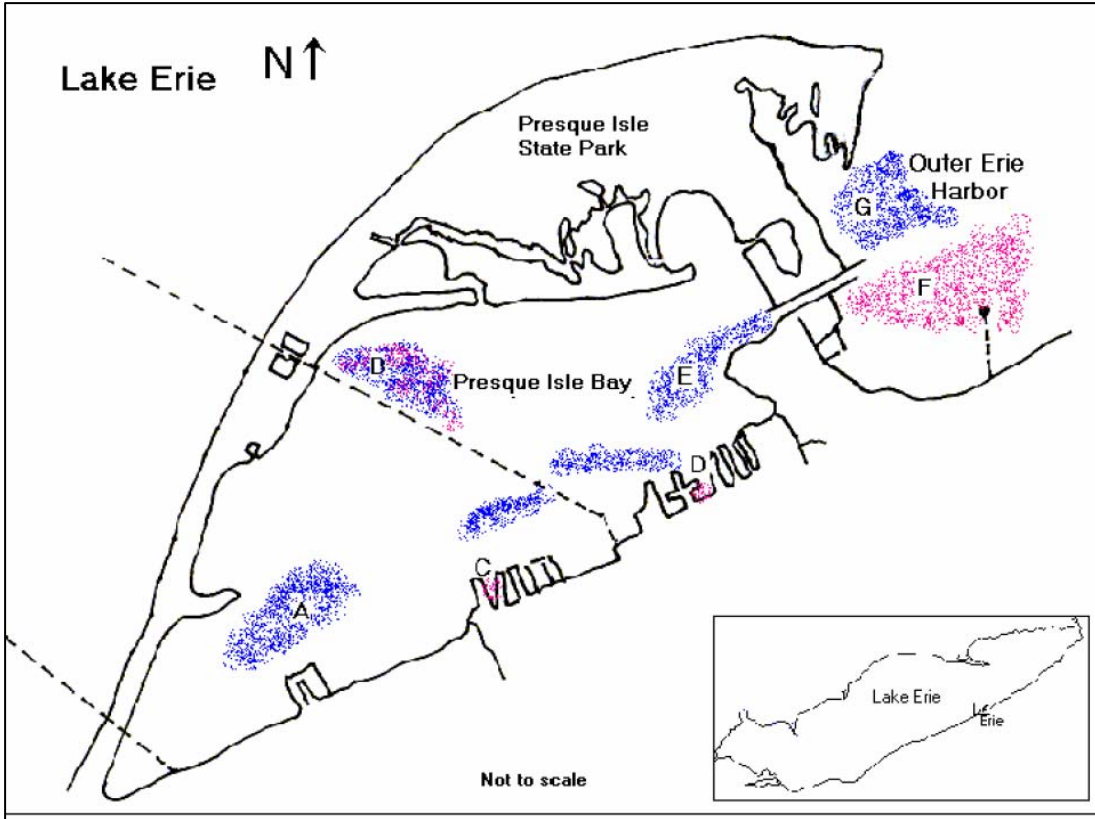 N
Lake Erie
Presque Isle
State Park
Outer Erie
Harbor
G
F
B
Presque Isle Bay
E
D
C
A
Lake Erie
Erie
Not to scale